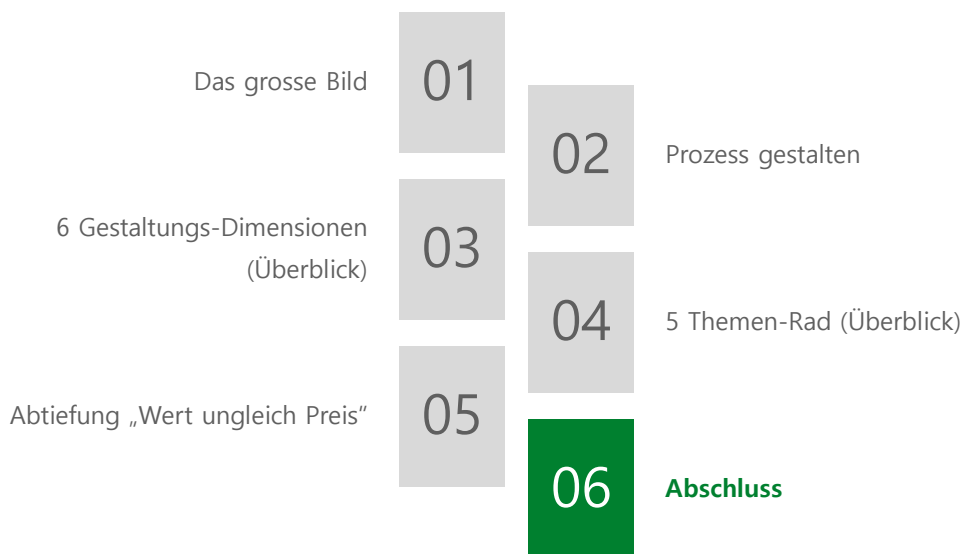 Das grosse Bild
01
02
Prozess gestalten
6 Gestaltungs-Dimensionen
(Überblick)
03
04
5 Themen-Rad (Überblick)
Abtiefung „Wert ungleich Preis“
05
06
Abschluss